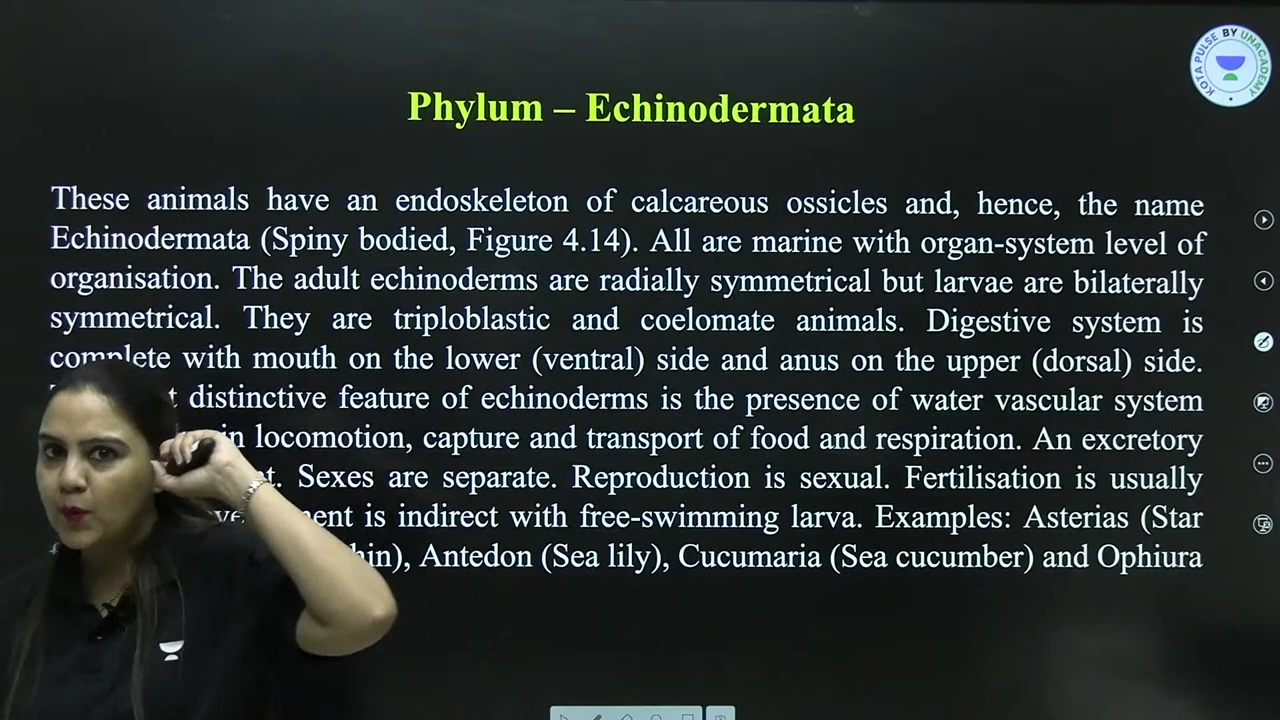 KOTA PULSE BY UNACADEMY
Phylum – Echinodermata
These animals have an endoskeleton of calcareous ossicles and, hence, the name
Echinodermata (Spiny bodied, Figure 4.14). All are marine with organ-system level of
organisation. The adult echinoderms are radially symmetrical but larvae are bilaterally
symmetrical. They are triploblastic and coelomate animals. Digestive system is
complete with mouth on the lower (ventral) side and anus on the upper (dorsal) side.
distinctive feature of echinoderms is the presence of water vascular system
in locomotion, capture and transport of food and respiration. An excretory
Sexes are separate. Reproduction is sexual. Fertilisation is usually
is indirect with free-swimming larva. Examples: Asterias (Star
Antedon (Sea lily), Cucumaria (Sea cucumber) and Ophiura